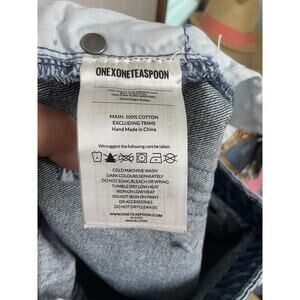 ONEXONETEASPOON
MAIN: 100% COTTON
EXCLUDING TRIMS
Hand Made in China
We suggest the following care be taken
COLD MACHINE WASH
DARK COLOURS SEPARATELY
DO NOT SOAK,BLEACH OR WRING
TUMBLE DRY LOW HEAT
IRON ON LOW HEAT
DO NOT IRON ON PRINT
OR ACCESSORIES
DO NOT DRYCLEAN
WWW.ONETEASPOON.COM